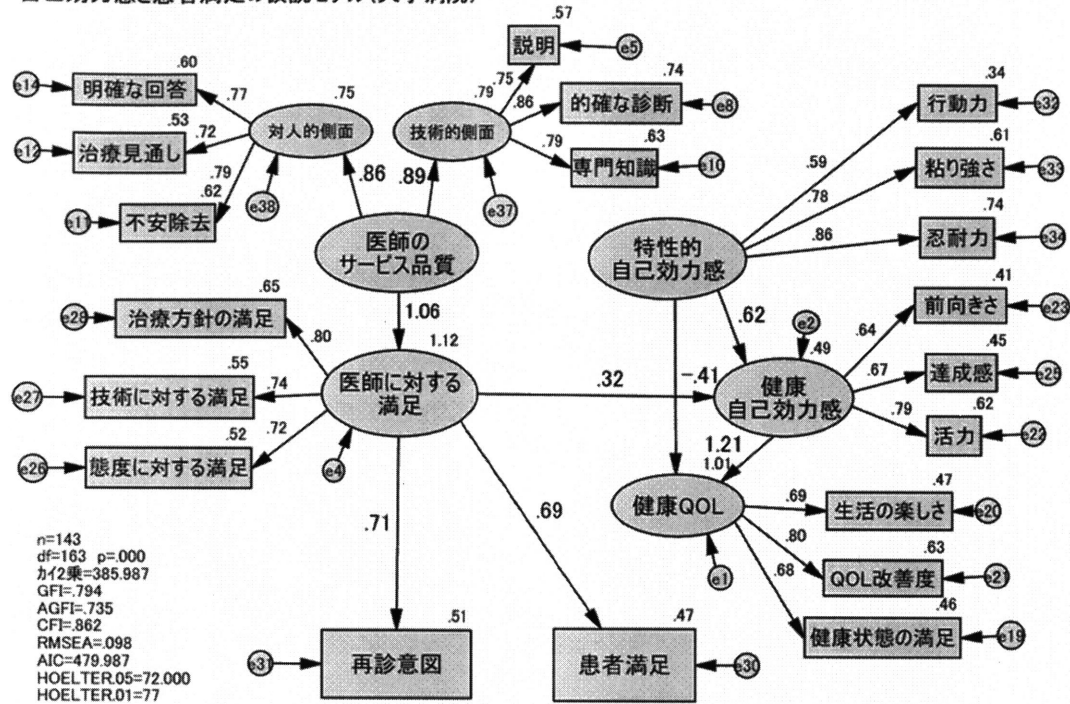 .57
説明
e5
.60
e14
明確な回答
.77
.75
対人的側面
.53
.72
e12
治療見通し
.79
.62
e11
不安除去
e38
.79
技術的側面
.75
.86
.79
.74
的確な診断
e8
.63
専門知識
e10
e37
.86
.89
医師の
サービス品質
1.06
.34
行動力
e32
.59
.61
粘り強さ
e33
.78
.74
忍耐力
e34
.86
特性的
自己効力感
.62
-.41
e2
.49
健康
自己効力感
.41
前向きさ
e23
.64
.45
達成感
e25
.67
.62
活力
e22
.79
.65
e28
治療方針の満足
.80
1.12
医師に対する
満足
.32
.55
e27
技術に対する満足
.74
.52
e26
態度に対する満足
.72
e4
1.21
1.01
健康QOL
e1
.47
生活の楽しさ
e20
.69
.63
QOL改善度
e21
.80
.46
健康状態の満足
e19
.68
.71
.69
.51
e31
再診意図
.47
患者満足
e30
n=143
df=163 p=.000
カイ2乗=385.987
GFI=.794
AGFI=.735
CFI=.862
RMSEA=.098
AIC=479.987
HOELTER.05=72.000
HOELTER.01=77